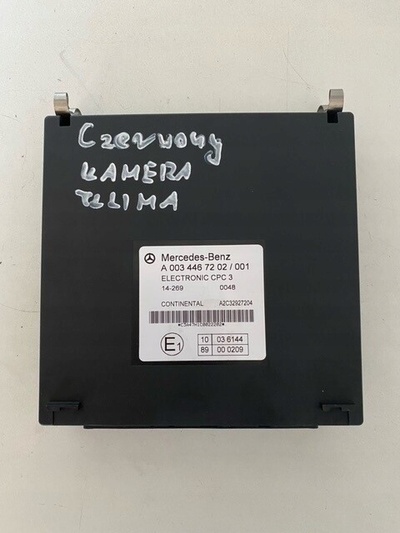 Czerwony
KAMERA
KLIMA
Mercedes-Benz
A 003 446 72 02 / 001
ELECTRONIC CPC 3
14-269 0048
CONTINENTAL A2C32927204
E1
10 03 6144
89 00 0209